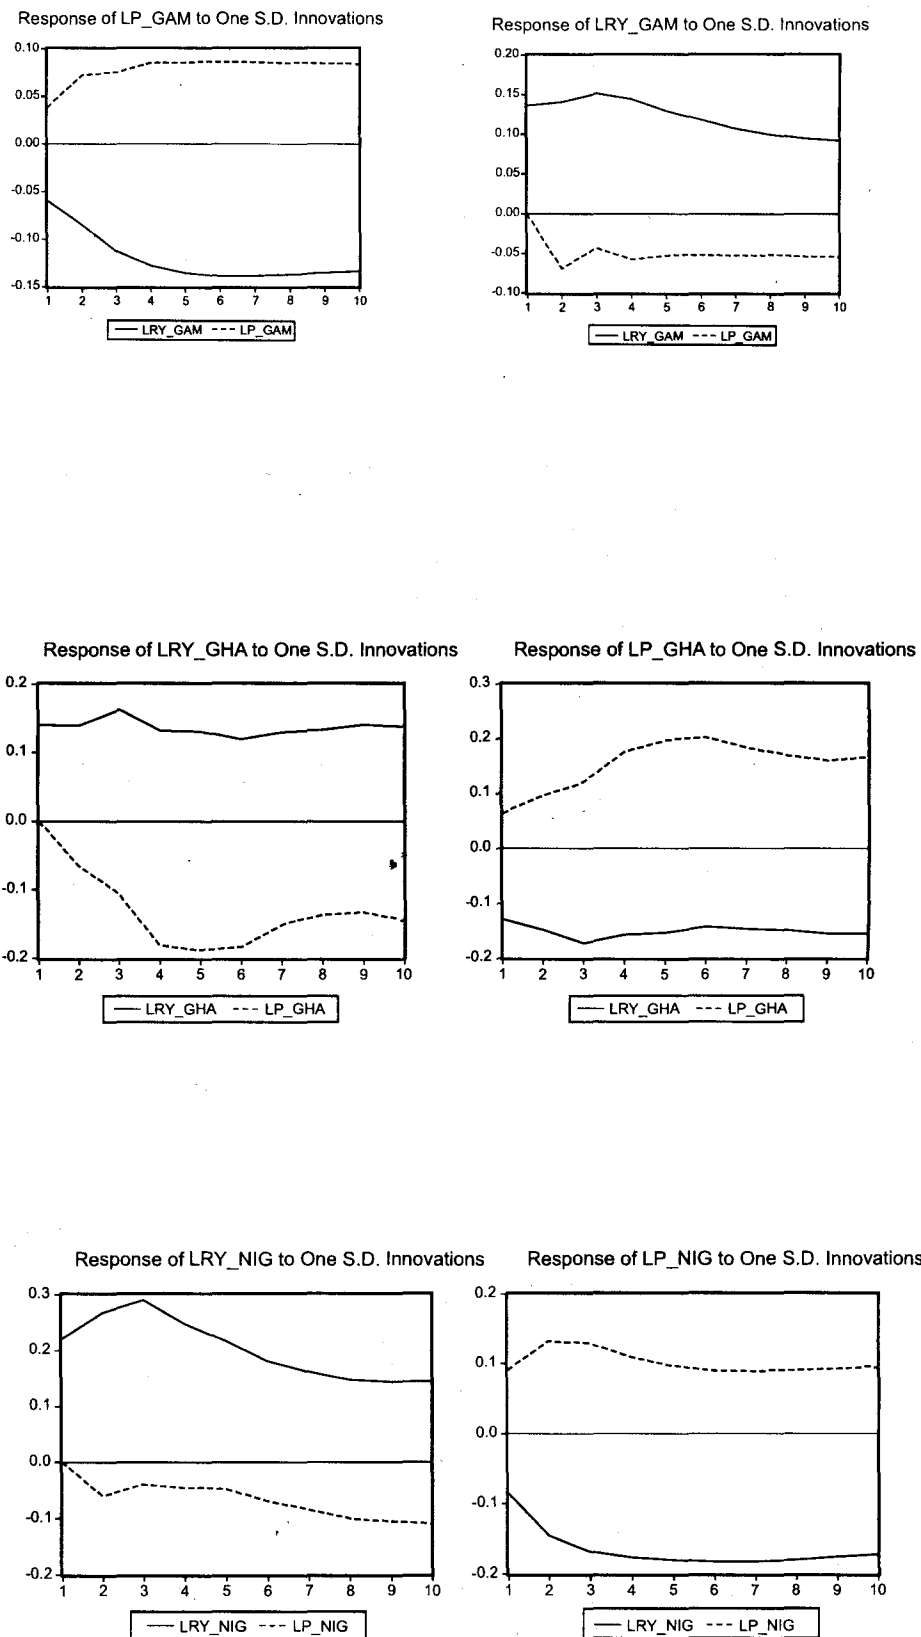 Response of LP_GAM to One S.D. Innovations
0.10
0.05
0.00
-0.05
-0.10
-0.15
1 2 3 4 5 6 7 8 9 10
LRY_GAM LP_GAM
Response of LRY_GAM to One S.D. Innovations
0.20
0.15
0.10
0.05
0.00
-0.05
-0.10
1 2 3 4 5 6 7 8 9 10
LRY_GAM LP_GAM
Response of LRY_GHA to One S.D. Innovations
0.2
0.1
0.0
-0.1
-0.2
1 2 3 4 5 6 7 8 9 10
LRY_GHA LP_GHA
Response of LP_GHA to One S.D. Innovations
0.3
0.2
0.1
0.0
-0.1
-0.2
1 2 3 4 5 6 7 8 9 10
LRY_GHA LP_GHA
Response of LRY_NIG to One S.D. Innovations
0.3
0.2
0.1
0.0
-0.1
-0.2
1 2 3 4 5 6 7 8 9 10
LRY_NIG LP_NIG
Response of LP_NIG to One S.D. Innovations
0.2
0.1
0.0
-0.1
-0.2
1 2 3 4 5 6 7 8 9 10
LRY_NIG LP_NIG